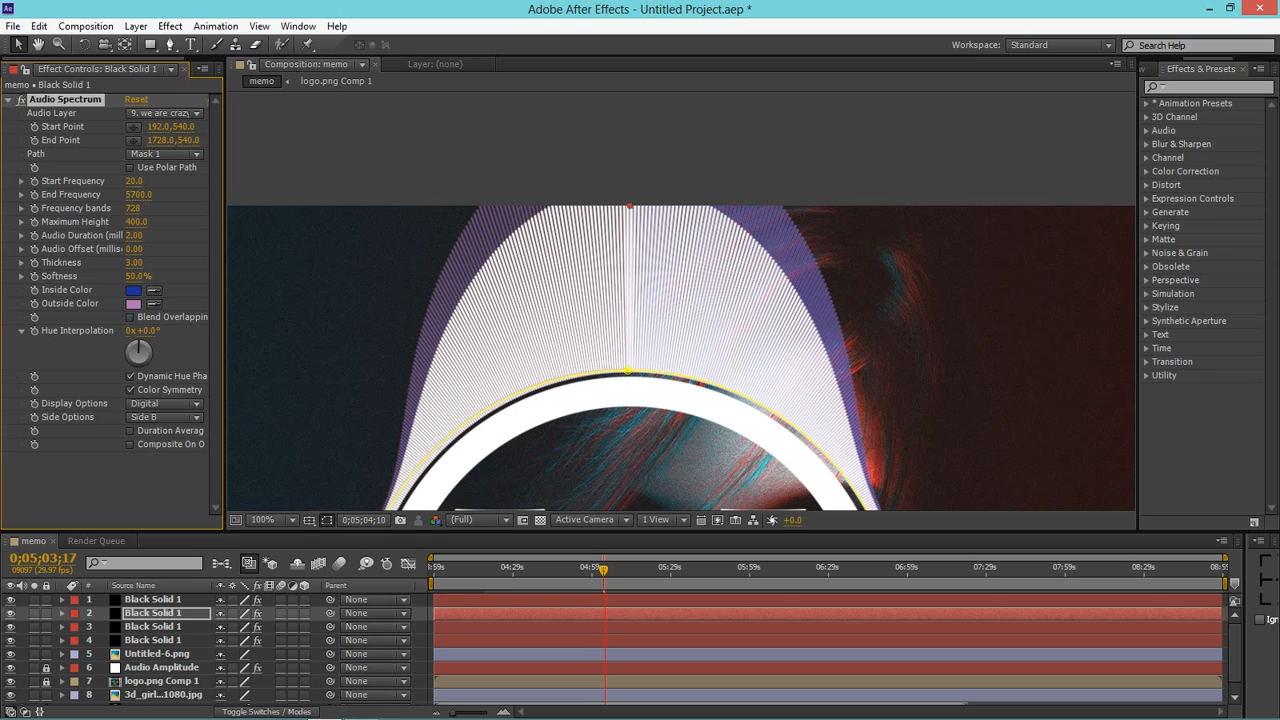 Adobe After Effects - Untitled Project.aep *
File Edit Composition Layer Effect Animation View Window Help
Workspace: Standard Search Help
Effect Controls: Black Solid 1
Composition: memo
Layer: (none)
Effects & Presets
memo • Black Solid 1
memo logo.png Comp 1
fx Audio Spectrum Reset
Audio Layer 9. we are crazy
Start Point 192.0,540.0
End Point 1728.0,540.0
Path Mask 1
Use Polar Path
Start Frequency 20.0
End Frequency 5700.0
Frequency bands 728
Maximum Height 400.0
Audio Duration (mill 2.00
Audio Offset (millis 0.00
Thickness 3.00
Softness 50.0%
Inside Color
Outside Color
Blend Overlappin
Hue Interpolation 0x+0.0°
Dynamic Hue Pha
Color Symmetry
Display Options Digital
Side Options Side B
Duration Averag
Composite On O
* Animation Presets
3D Channel
Audio
Blur & Sharpen
Channel
Color Correction
Distort
Expression Controls
Generate
Keying
Matte
Noise & Grain
Obsolete
Perspective
Simulation
Stylize
Synthetic Aperture
Text
Time
Transition
Utility
100% 0;05;04;10 (Full) Active Camera 1 View +0.0
memo Render Queue
0;05;03;17
09097 (29.97 fps)
:59s 04:29s 04:59s 05:29s 05:59s 06:29s 06:59s 07:29s 07:59s 08:29s 08:59s
# Source Name Parent
1 Black Solid 1 fx None
2 Black Solid 1 fx None
3 Black Solid 1 fx None
4 Black Solid 1 fx None
5 Untitled-6.png None
6 Audio Amplitude fx None
7 logo.png Comp 1 None
8 3d_girl...1080.jpg None
Toggle Switches / Modes
Ign